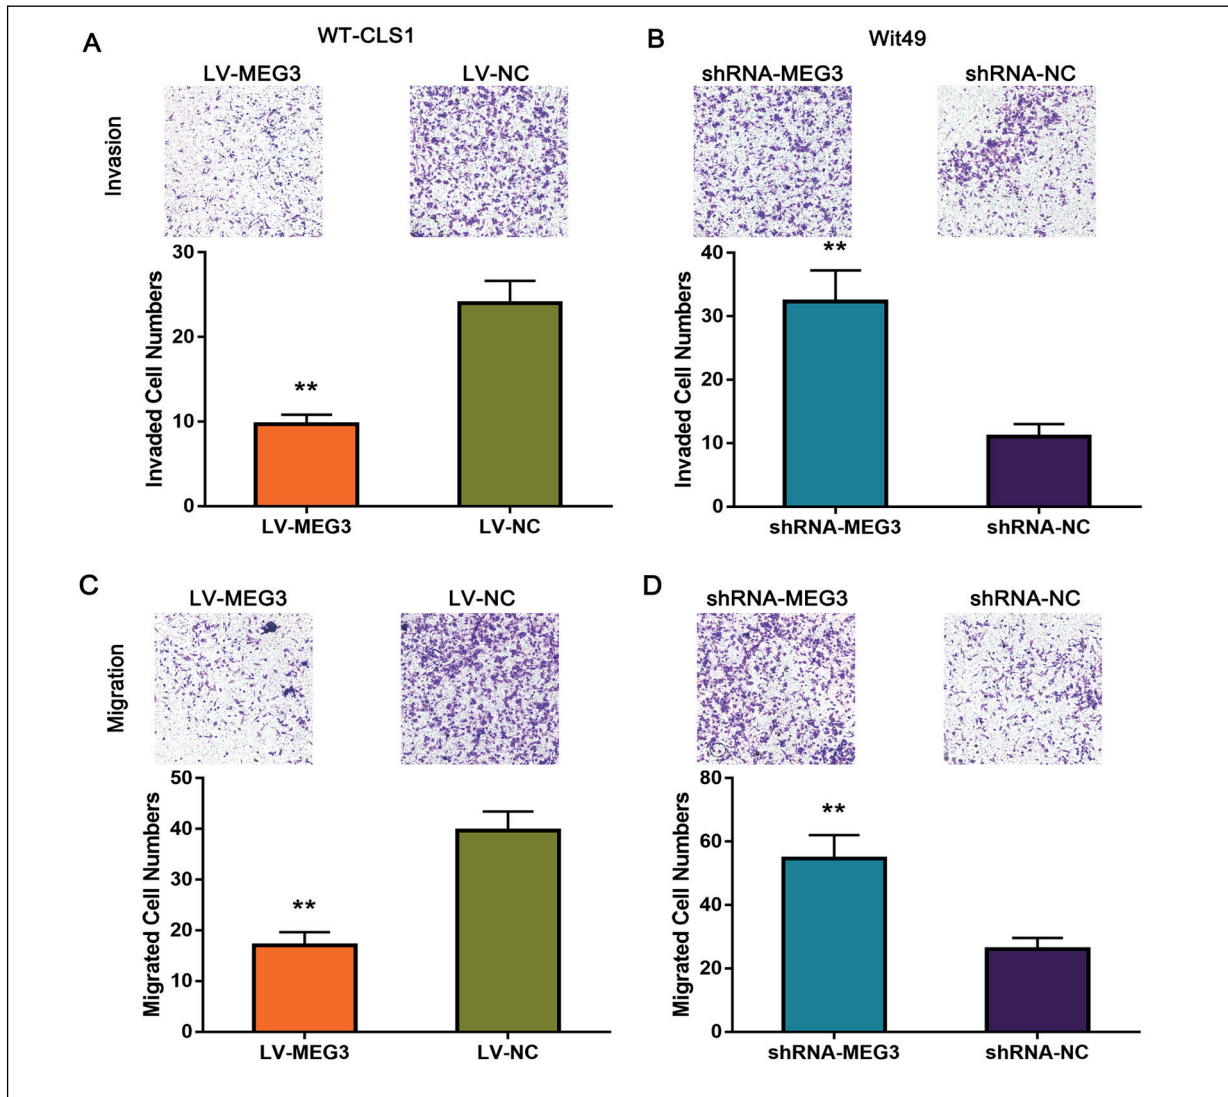 A
WT-CLS1
B
Wit49
LV-MEG3
LV-NC
shRNA-MEG3
shRNA-NC
Invasion
Invaded Cell Numbers
30
20
10
0
**
LV-MEG3
LV-NC
Invaded Cell Numbers
40
30
20
10
0
**
shRNA-MEG3
shRNA-NC
C
LV-MEG3
LV-NC
D
shRNA-MEG3
shRNA-NC
Migration
Migrated Cell Numbers
50
40
30
20
10
0
**
LV-MEG3
LV-NC
Migrated Cell Numbers
80
60
40
20
0
**
shRNA-MEG3
shRNA-NC